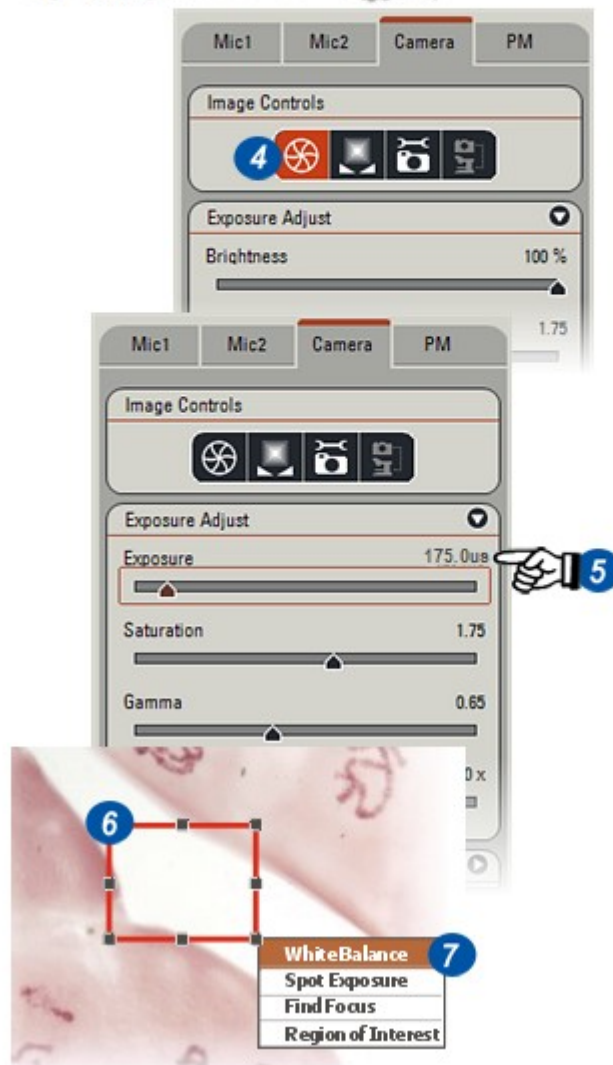 Mic1 Mic2 Camera PM
Image Controls
4
Exposure Adjust
Brightness 100 %
1.75
Mic1 Mic2 Camera PM
Image Controls
Exposure Adjust
Exposure 175.0us
5
Saturation 1.75
Gamma 0.65
0 x
6
WhiteBalance 7
Spot Exposure
Find Focus
Region of Interest